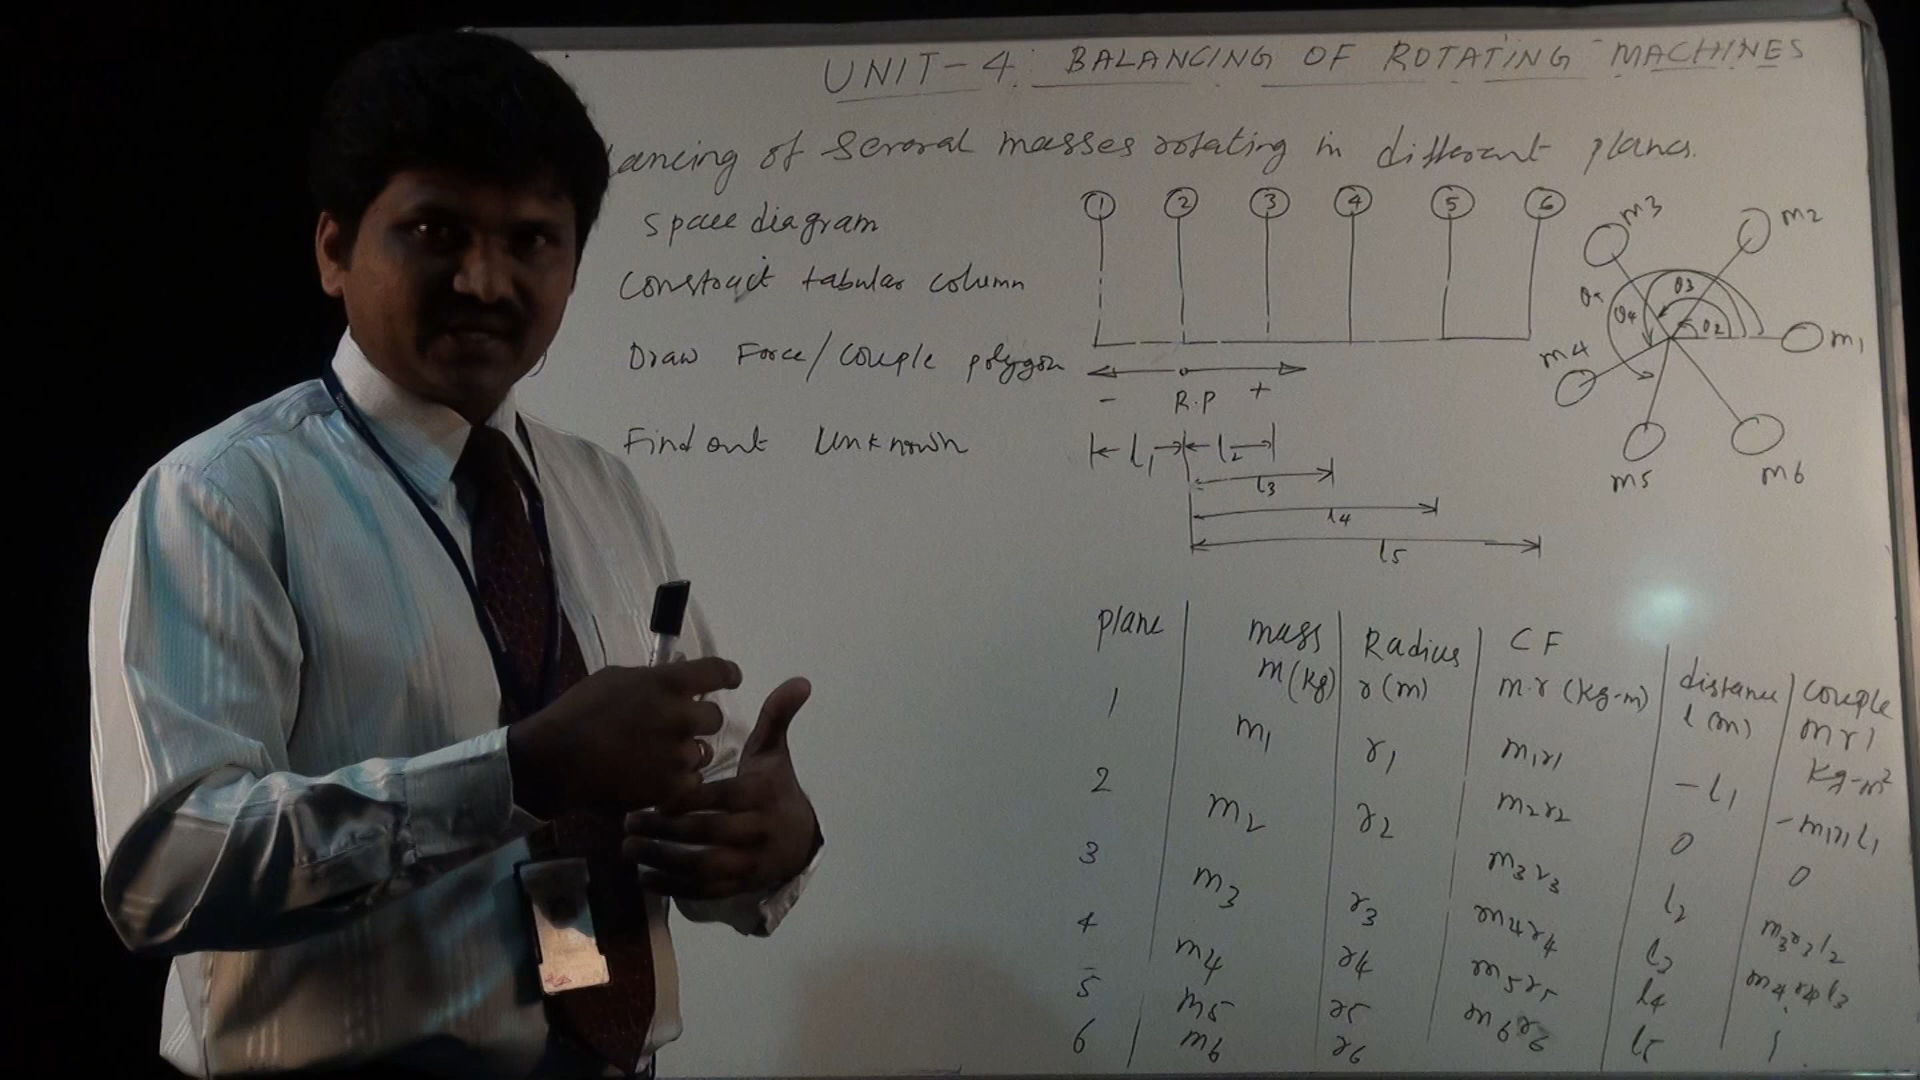 UNIT-4: BALANCING OF ROTATING MACHINES
lancing of Several masses rotating in different planes.
Space diagram
Construct tabular column
Draw Force/Couple polygon
Find out Unknown
1 2 3 4 5 6
- R.P +
l1 l2
l3
l4
l5
m3 m2
θ3
θ4 θ2
m1
m4
m5 m6
plane mass Radius CF distance couple
m(kg) r(m) m.r (kg-m) l(m) mrl
kg-m²
1 m1 r1 m1r1 -l1 -m1r1l1
2 m2 r2 m2r2 0 0
3 m3 r3 m3r3 l2 m3r3l2
4 m4 r4 m4r4 l3 m4r4l3
5 m5 r5 m5r5 l4
6 m6 r6 m6r6 l5